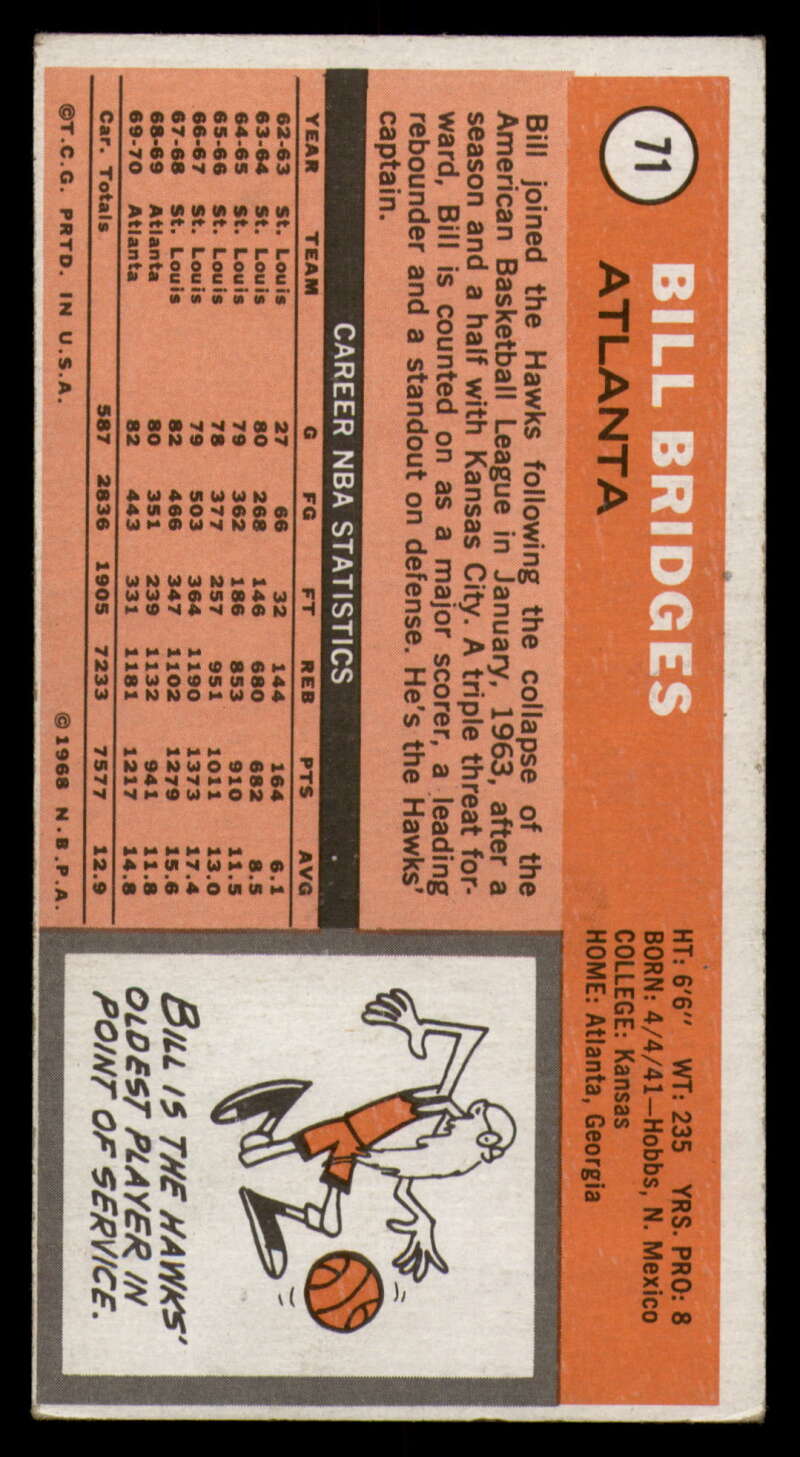 71
BILL BRIDGES
ATLANTA
HT: 6'6" WT: 235 YRS. PRO: 8
BORN: 4/4/41—Hobbs, N. Mexico
COLLEGE: Kansas
HOME: Atlanta, Georgia
Bill joined the Hawks following the collapse of the
American Basketball League in January, 1963, after a
season and a half with Kansas City. A triple threat for-
ward, Bill is counted on as a major scorer, a leading
rebounder and a standout on defense. He's the Hawks'
captain.
CAREER NBA STATISTICS
YEAR TEAM G FG FT REB PTS AVG
62-63 St. Louis 27 66 32 144 164 6.1
63-64 St. Louis 80 268 146 680 682 8.5
64-65 St. Louis 79 362 186 853 910 11.5
65-66 St. Louis 78 377 257 951 1011 13.0
66-67 St. Louis 79 503 364 1190 1373 17.4
67-68 St. Louis 82 466 347 1102 1279 15.6
68-69 Atlanta 80 351 239 1132 941 11.8
69-70 Atlanta 82 443 331 1181 1217 14.8
Car. Totals 587 2836 1905 7233 7577 12.9
©T.C.G. PRTD. IN U.S.A. ©1968 N.B.P.A.
BILL IS THE HAWKS'
OLDEST PLAYER IN
POINT OF SERVICE.